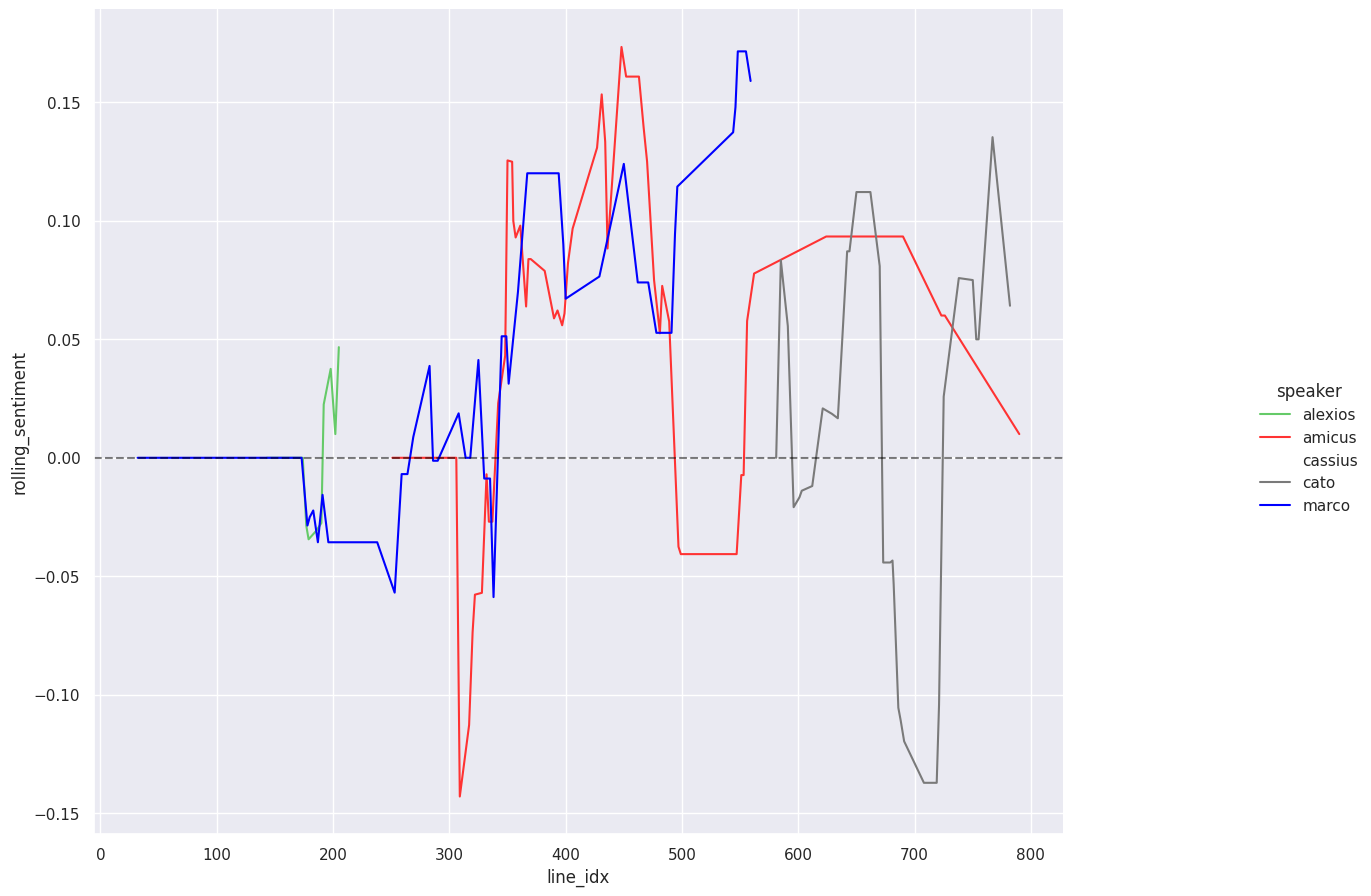 0.15
0.10
0.05
0.00
−0.05
−0.10
−0.15
rolling_sentiment
0 100 200 300 400 500 600 700 800
line_idx
speaker
alexios
amicus
cassius
cato
marco